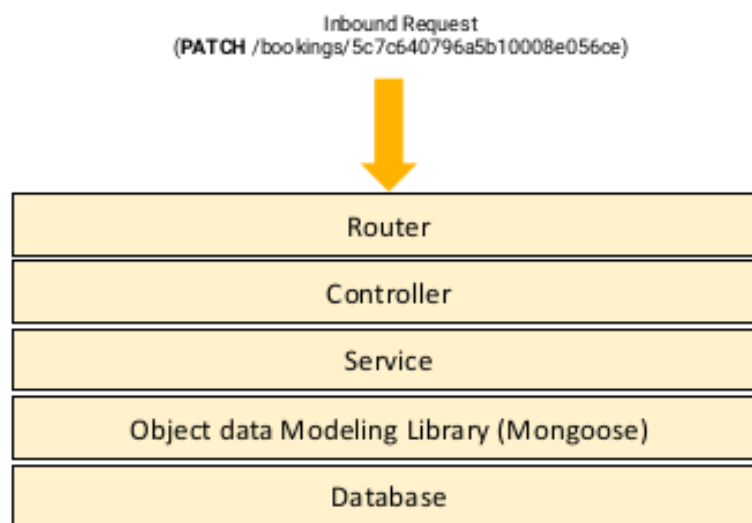 Inbound Request
(PATCH /bookings/5c7c640796a5b10008e056ce)
Router
Controller
Service
Object data Modeling Library (Mongoose)
Database